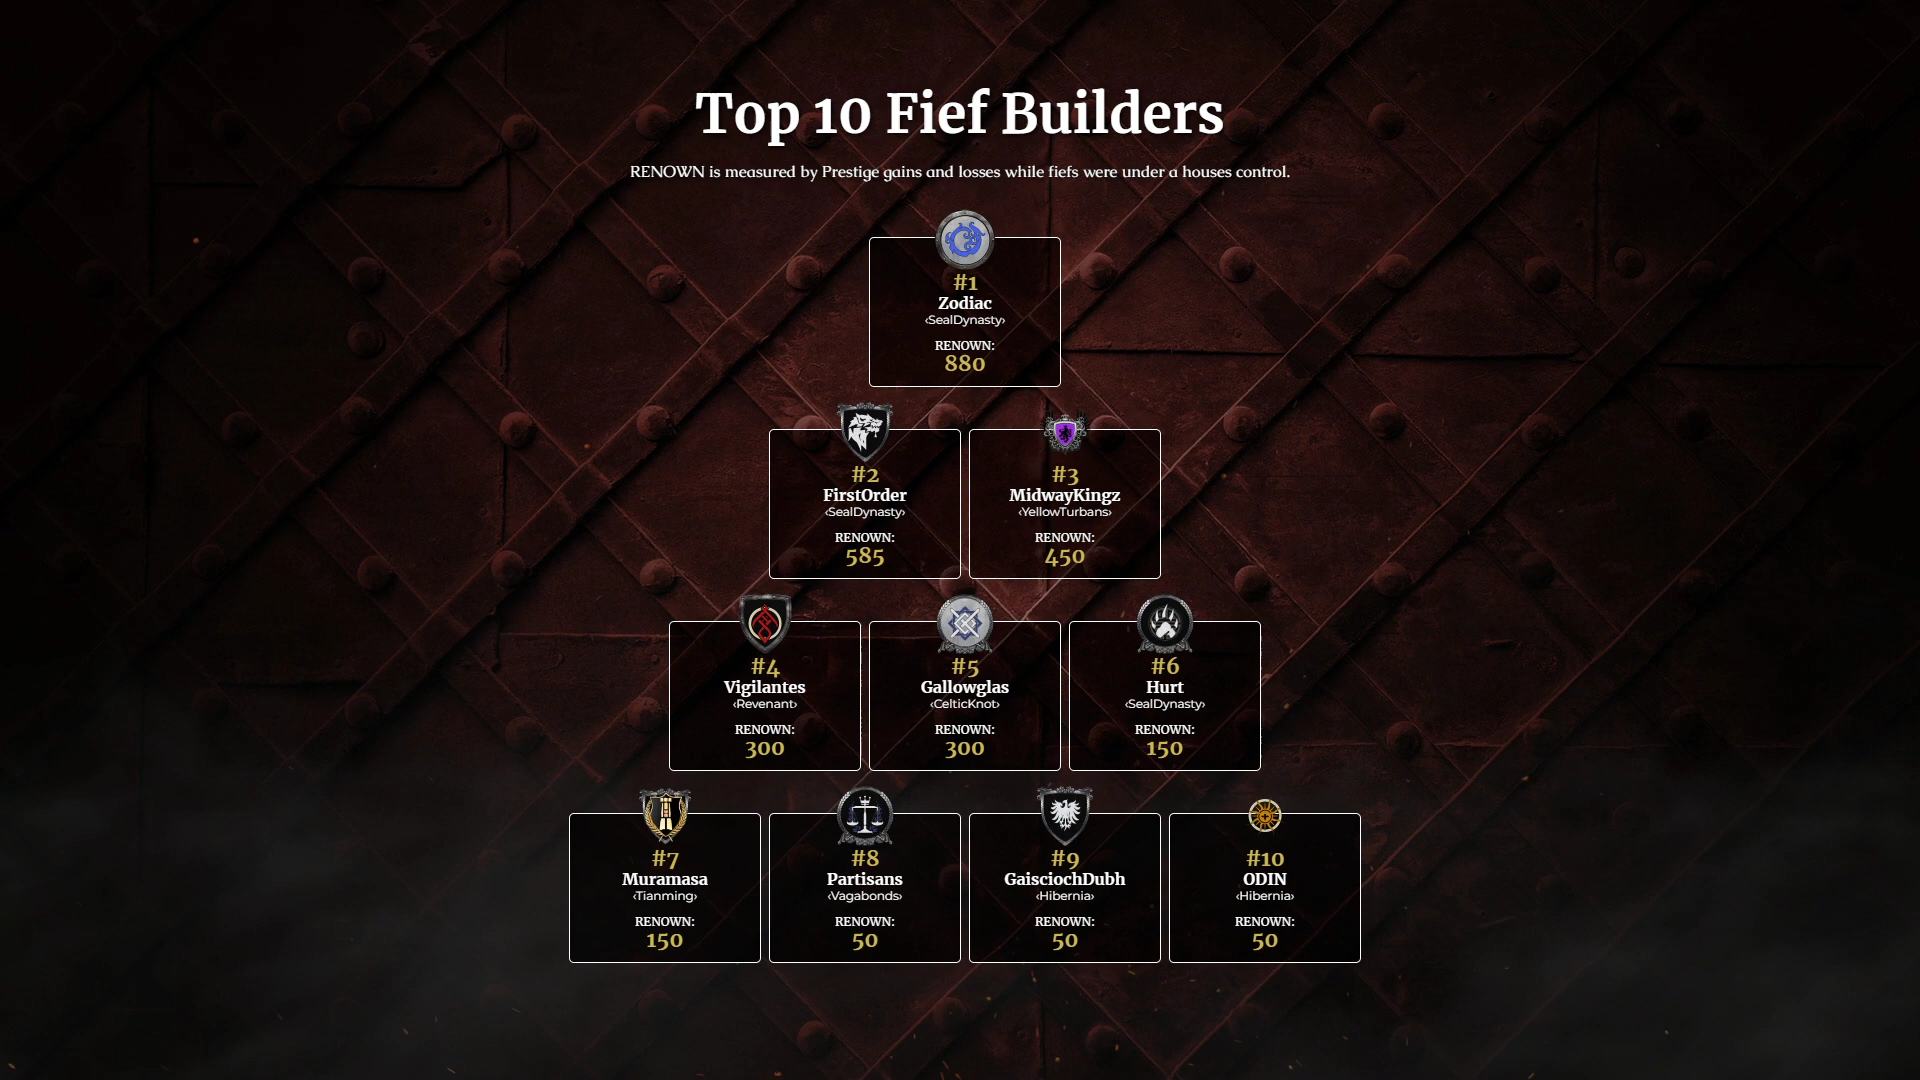 Top 10 Fief Builders
RENOWN is measured by Prestige gains and losses while fiefs were under a houses control.
#1
Zodiac
‹SealDynasty›
RENOWN:
880
#2
FirstOrder
‹SealDynasty›
RENOWN:
585
#3
MidwayKingz
‹YellowTurbans›
RENOWN:
450
#4
Vigilantes
‹Revenant›
RENOWN:
300
#5
Gallowglas
‹CelticKnot›
RENOWN:
300
#6
Hurt
‹SealDynasty›
RENOWN:
150
#7
Muramasa
‹Tianming›
RENOWN:
150
#8
Partisans
‹Vagabonds›
RENOWN:
50
#9
GaisciochDubh
‹Hibernia›
RENOWN:
50
#10
ODIN
‹Hibernia›
RENOWN:
50